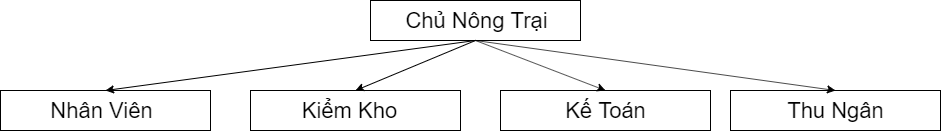 Chủ Nông Trại
Nhân Viên
Kiểm Kho
Kế Toán
Thu Ngân